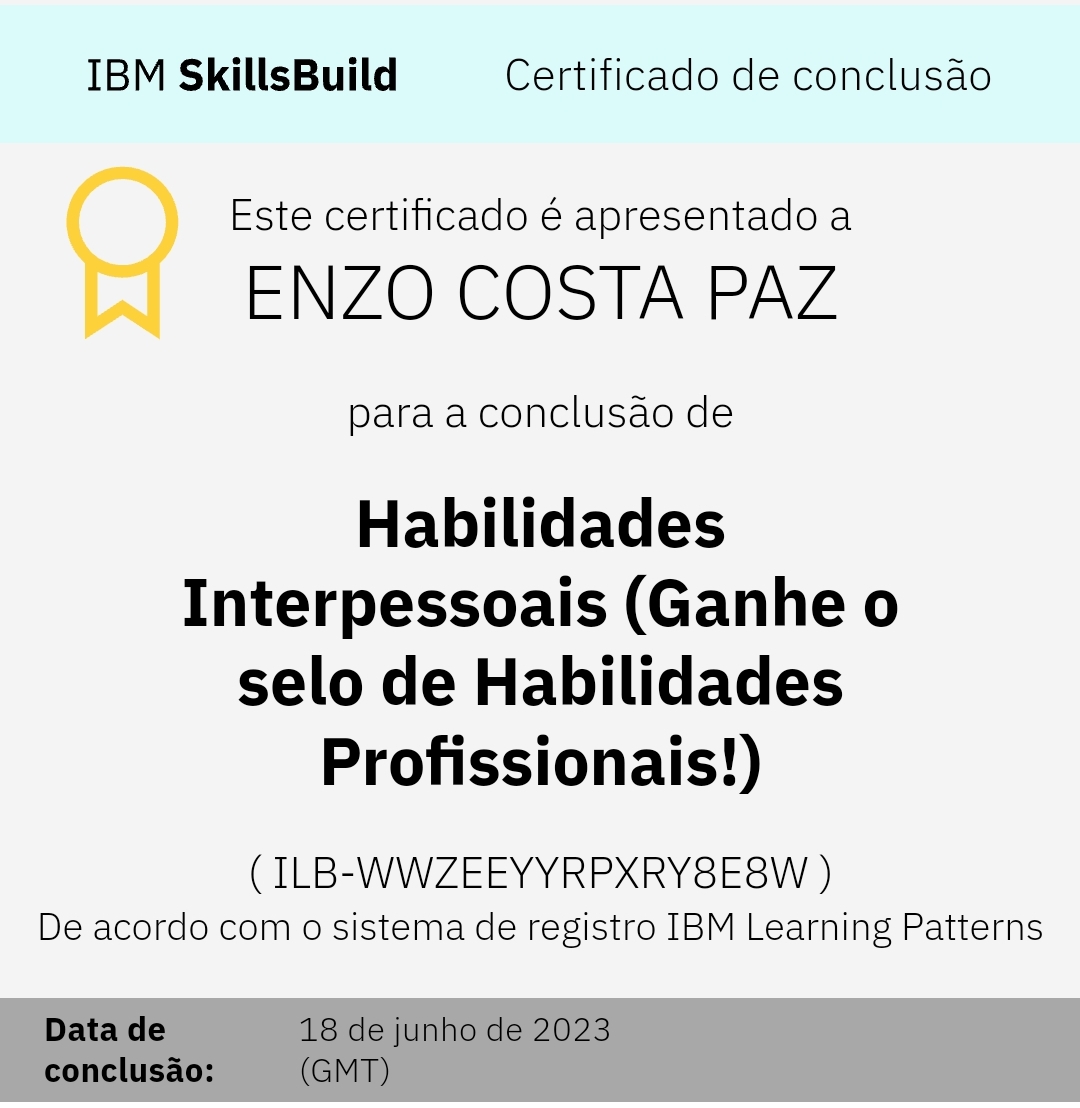 IBM SkillsBuild
Certificado de conclusão
Este certificado é apresentado a
ENZO COSTA PAZ
para a conclusão de
Habilidades
Interpessoais (Ganhe o
selo de Habilidades
Profissionais!)
( ILB-WWZEEYYRPXRY8E8W )
De acordo com o sistema de registro IBM Learning Patterns
Data de
conclusão:
18 de junho de 2023
(GMT)